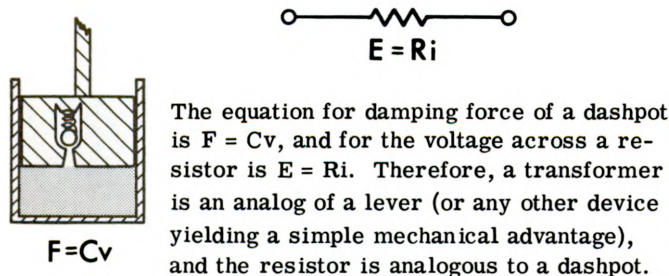 E = Ri
The equation for damping force of a dashpot
is F = Cv, and for the voltage across a re-
sistor is E = Ri. Therefore, a transformer
is an analog of a lever (or any other device
yielding a simple mechanical advantage),
and the resistor is analogous to a dashpot.
F=Cv